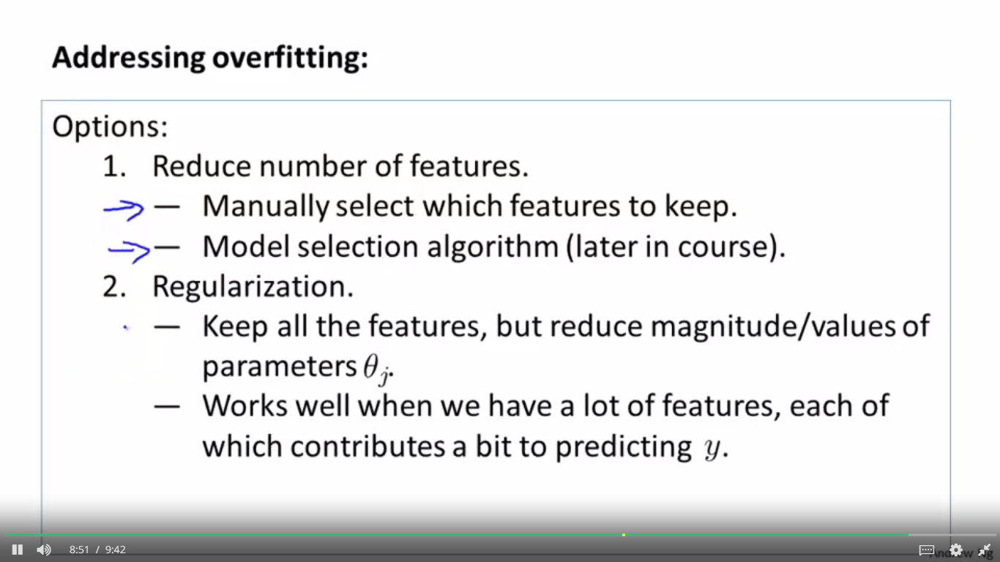 Addressing overfitting:
Options:
1. Reduce number of features.
— Manually select which features to keep.
— Model selection algorithm (later in course).
2. Regularization.
— Keep all the features, but reduce magnitude/values of
parameters θⱼ.
— Works well when we have a lot of features, each of
which contributes a bit to predicting y.
8:51 / 9:42
Andrew Ng